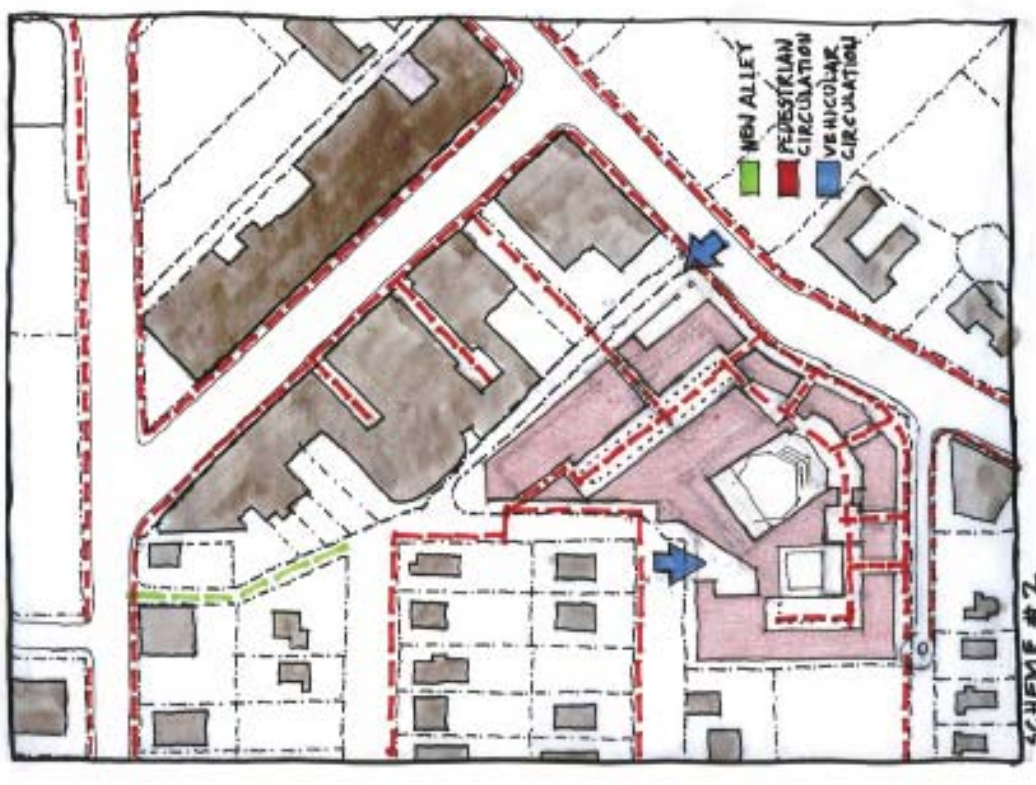 NEW ALLEY
PEDESTRIAN
CIRCULATION
VEHICULAR
CIRCULATION
SCHEME #2